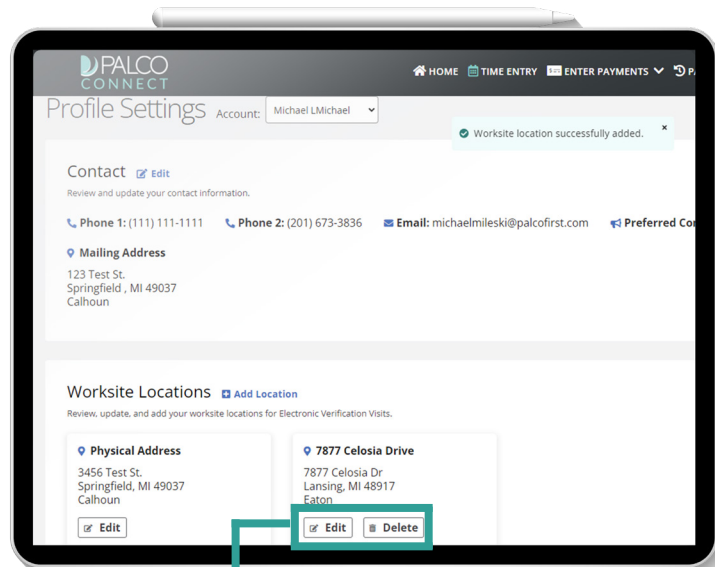 PALCO
CONNECT
HOME TIME ENTRY ENTER PAYMENTS
Profile Settings Account: Michael LMichael
Worksite location successfully added. ×
Contact Edit
Review and update your contact information.
Phone 1: (111) 111-1111 Phone 2: (201) 673-3836 Email: michaelmileski@palcofirst.com Preferred
Mailing Address
123 Test St.
Springfield , MI 49037
Calhoun
Worksite Locations Add Location
Review, update, and add your worksite locations for Electronic Verification Visits.
Physical Address
3456 Test St.
Springfield, MI 49037
Calhoun
Edit
7877 Celosia Drive
7877 Celosia Dr
Lansing, MI 48917
Eaton
Edit Delete